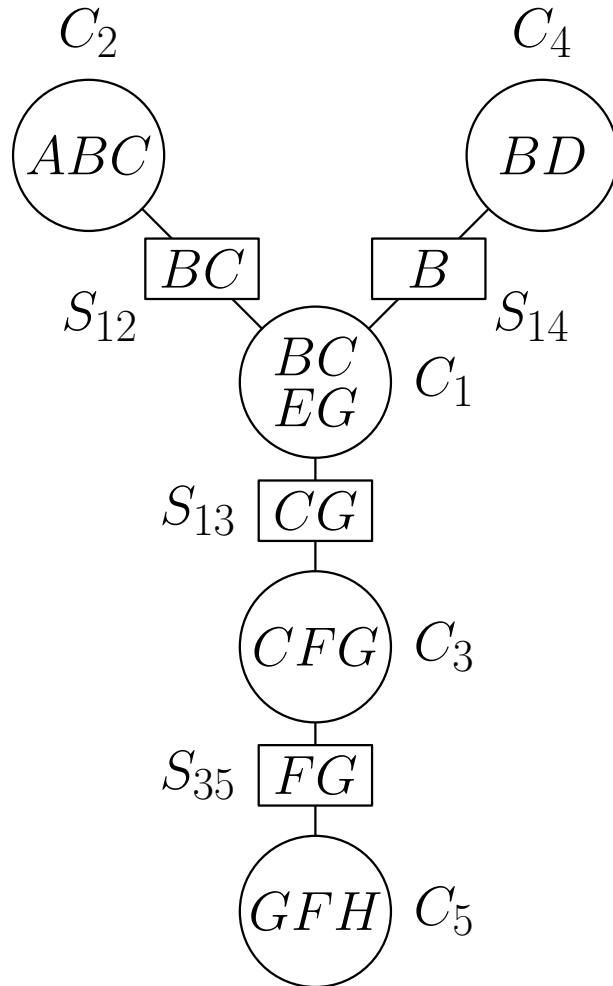 C₂ C₄
ABC BD
BC B
S₁₂ S₁₄
BC
EG
C₁
S₁₃ CG
CFG C₃
S₃₅ FG
GFH C₅